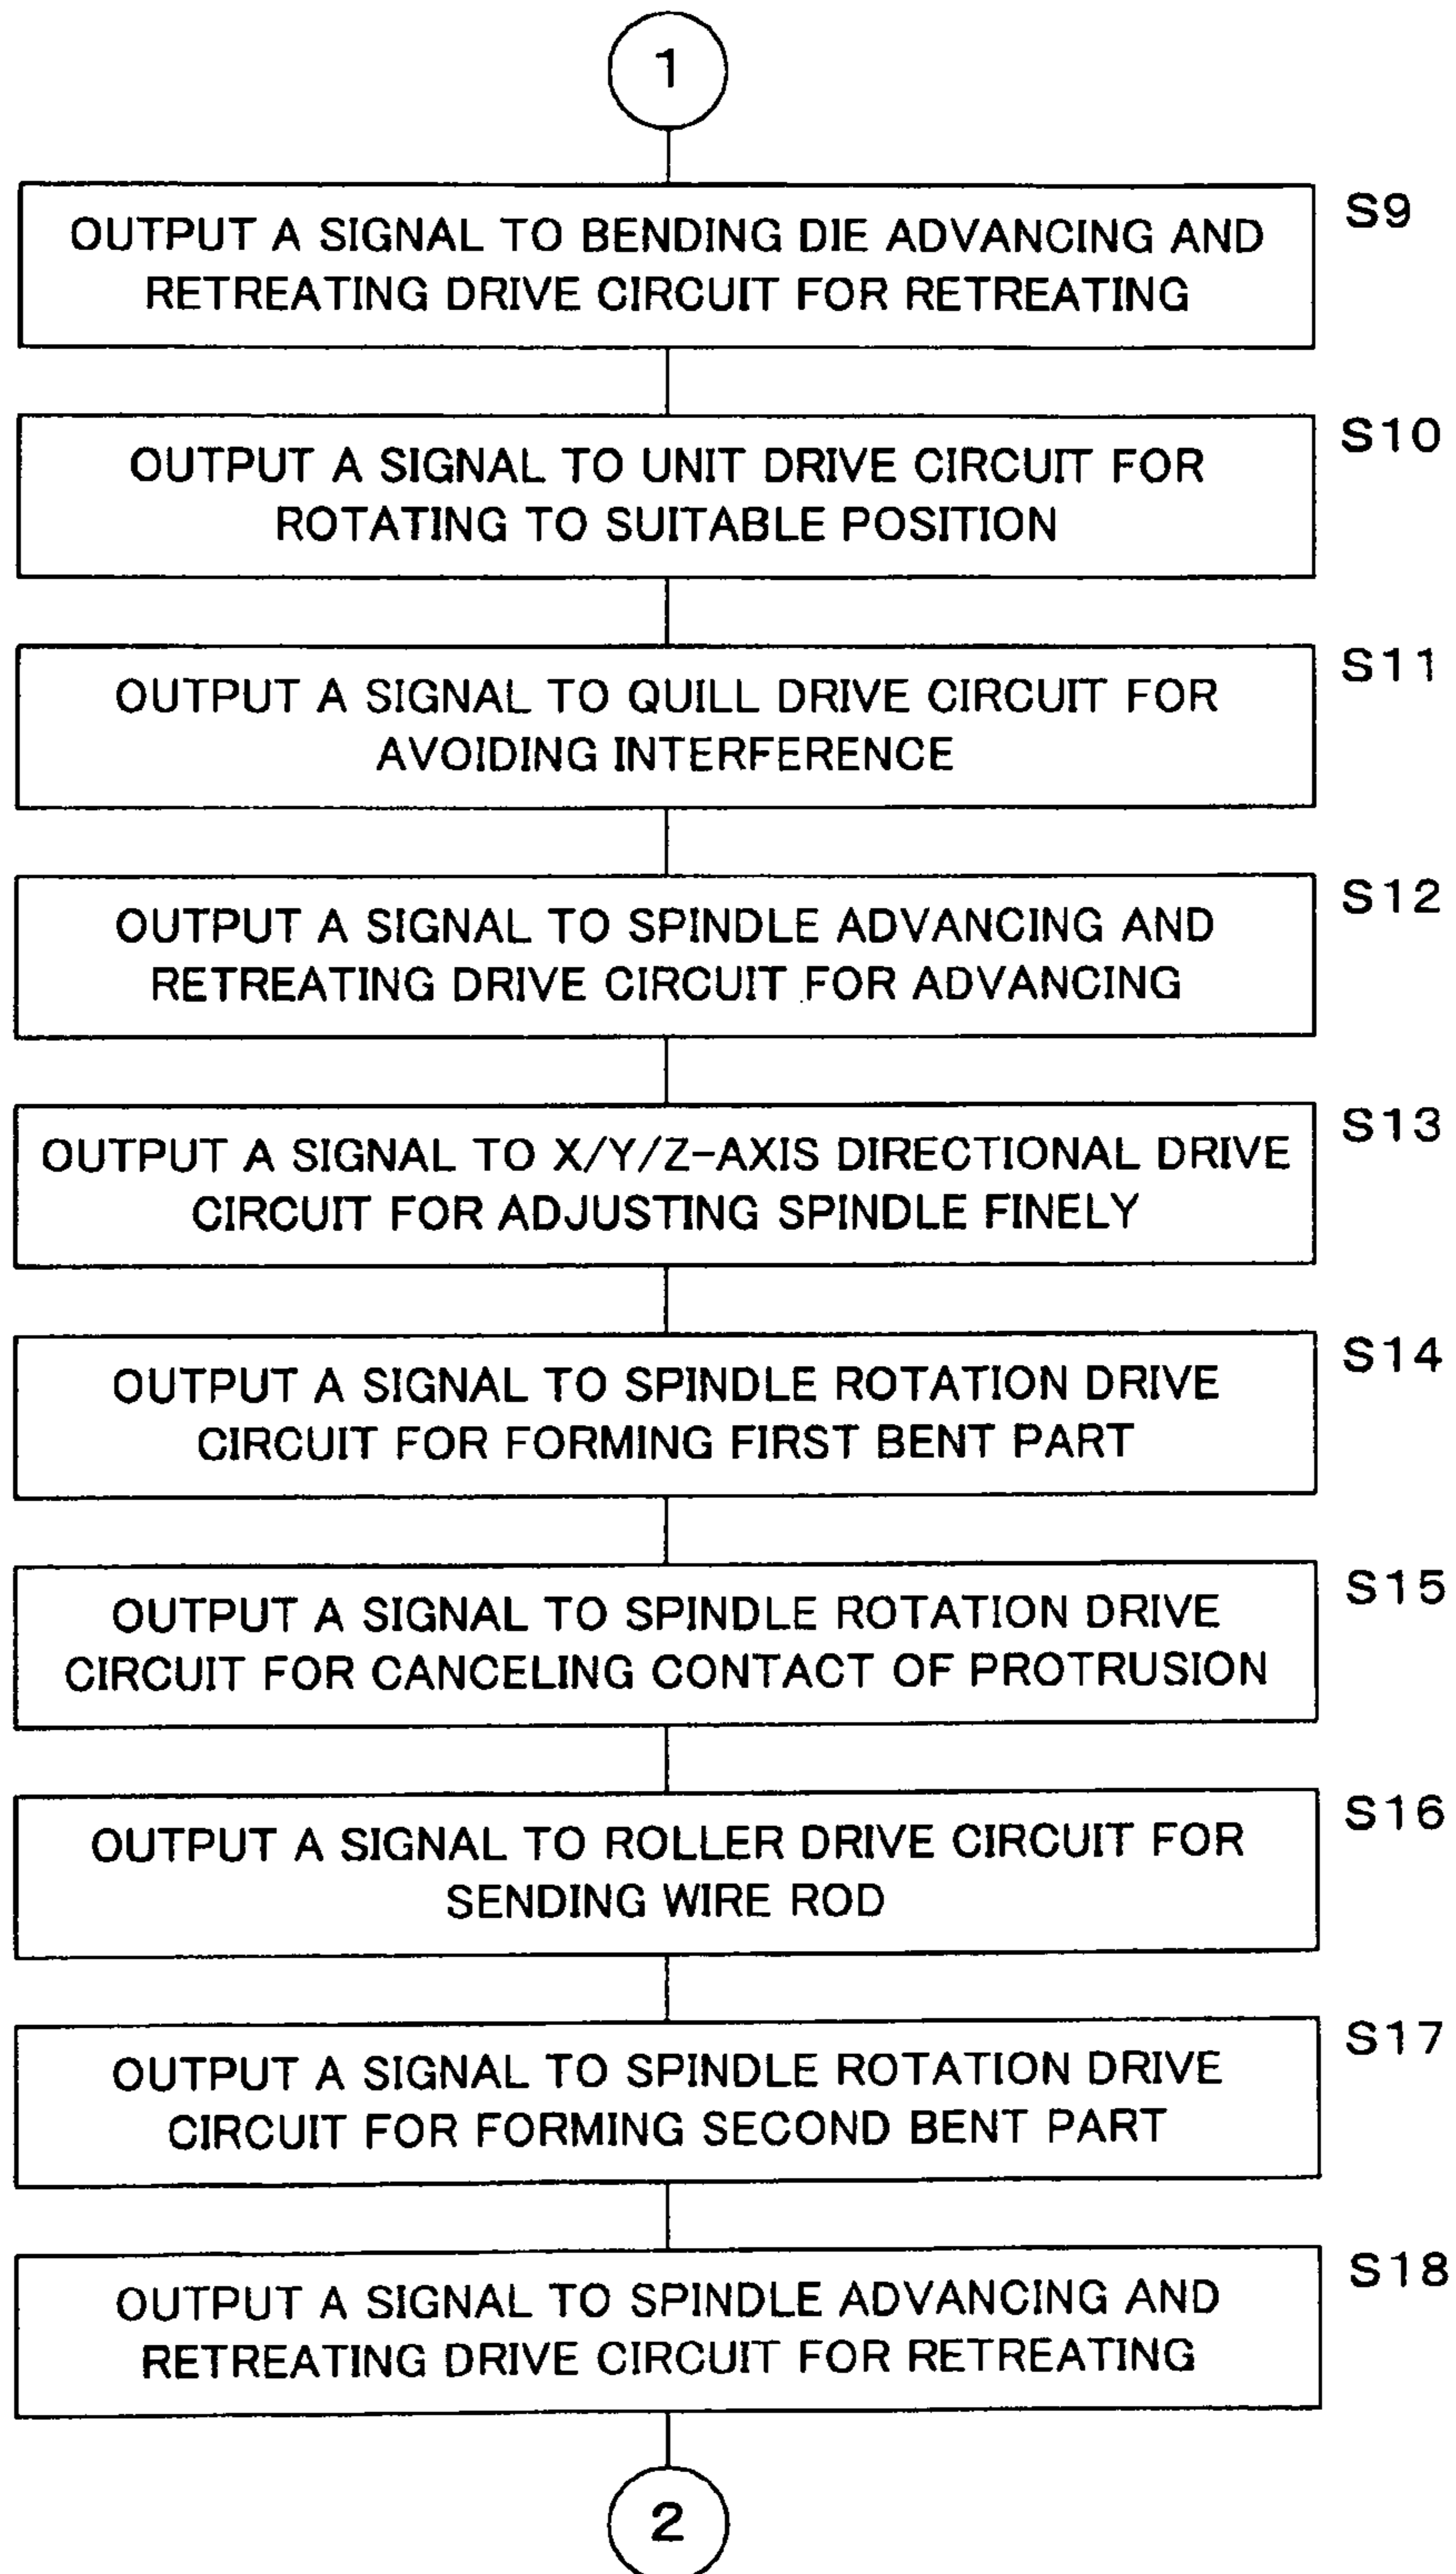 1
OUTPUT A SIGNAL TO BENDING DIE ADVANCING AND
RETREATING DRIVE CIRCUIT FOR RETREATING
S9
OUTPUT A SIGNAL TO UNIT DRIVE CIRCUIT FOR
ROTATING TO SUITABLE POSITION
S10
OUTPUT A SIGNAL TO QUILL DRIVE CIRCUIT FOR
AVOIDING INTERFERENCE
S11
OUTPUT A SIGNAL TO SPINDLE ADVANCING AND
RETREATING DRIVE CIRCUIT FOR ADVANCING
S12
OUTPUT A SIGNAL TO X/Y/Z-AXIS DIRECTIONAL DRIVE
CIRCUIT FOR ADJUSTING SPINDLE FINELY
S13
OUTPUT A SIGNAL TO SPINDLE ROTATION DRIVE
CIRCUIT FOR FORMING FIRST BENT PART
S14
OUTPUT A SIGNAL TO SPINDLE ROTATION DRIVE
CIRCUIT FOR CANCELING CONTACT OF PROTRUSION
S15
OUTPUT A SIGNAL TO ROLLER DRIVE CIRCUIT FOR
SENDING WIRE ROD
S16
OUTPUT A SIGNAL TO SPINDLE ROTATION DRIVE
CIRCUIT FOR FORMING SECOND BENT PART
S17
OUTPUT A SIGNAL TO SPINDLE ADVANCING AND
RETREATING DRIVE CIRCUIT FOR RETREATING
S18
2